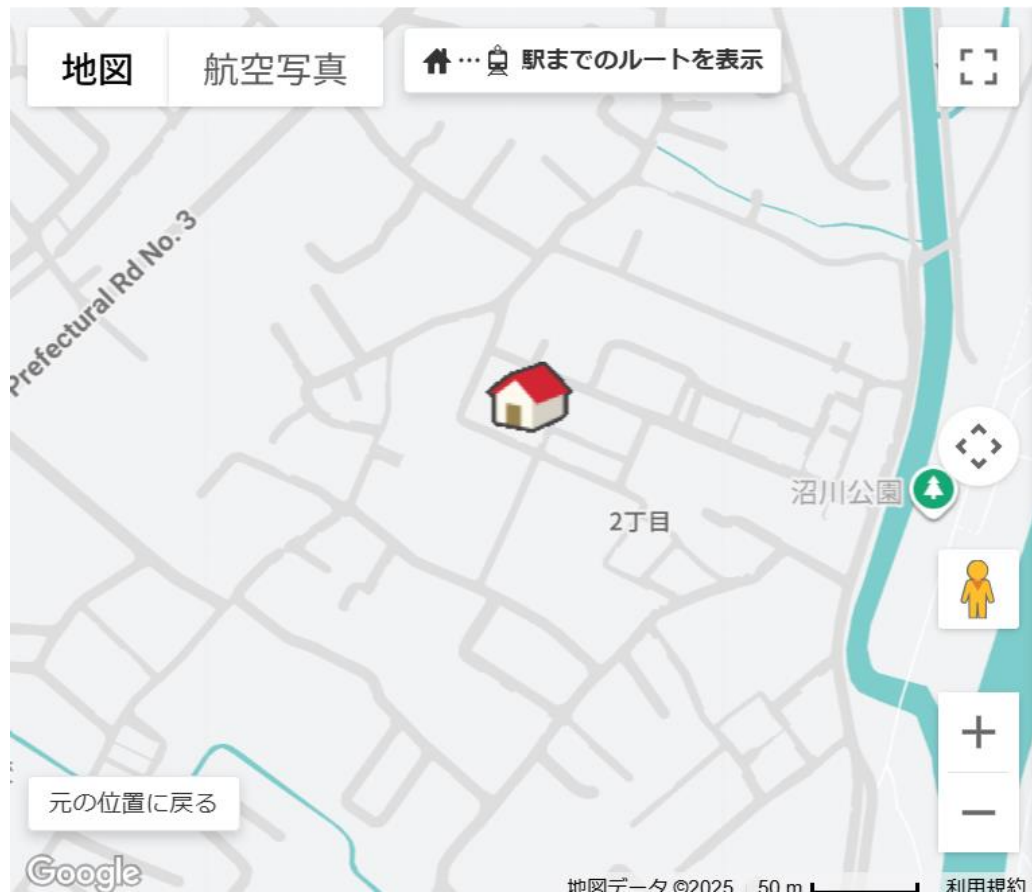 地図
航空写真
駅までのルートを表示
Prefectural Rd No. 3
沼川公園
2丁目
元の位置に戻る
Google
地図データ ©2025
50 m
利用規約